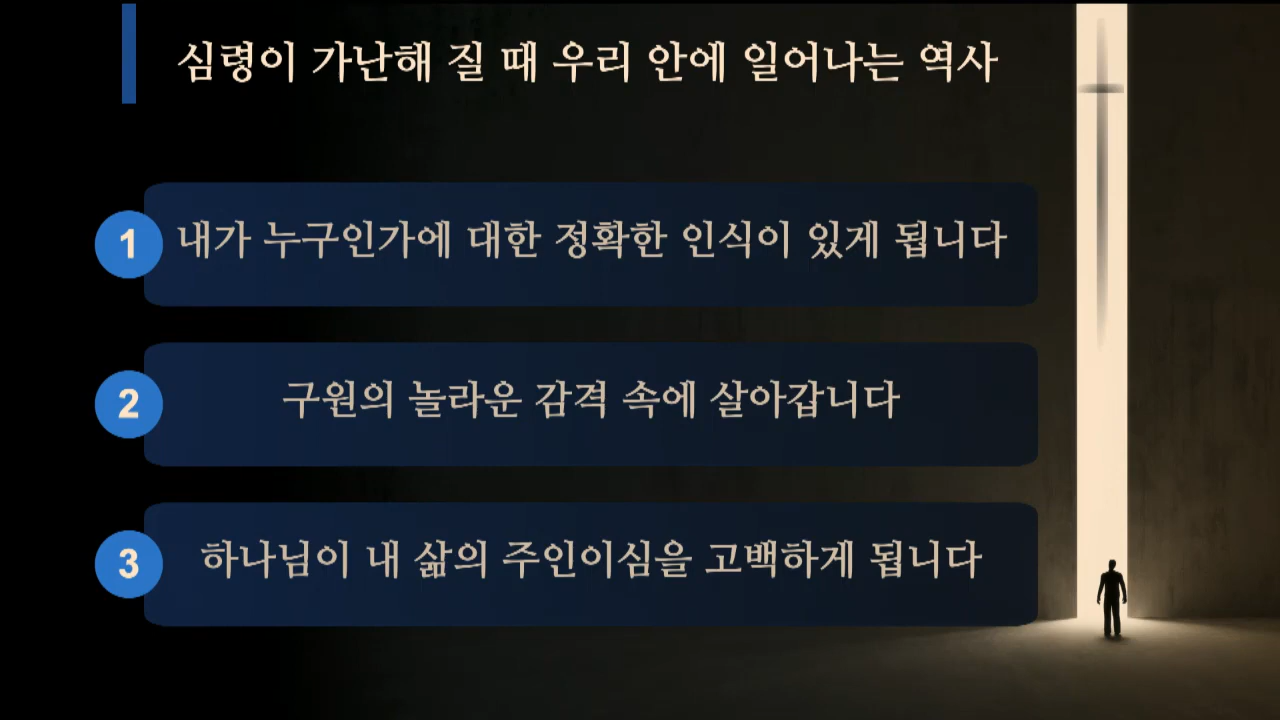 심령이 가난해 질 때 우리 안에 일어나는 역사
1 내가 누구인가에 대한 정확한 인식이 있게 됩니다
2 구원의 놀라운 감격 속에 살아갑니다
3 하나님이 내 삶의 주인이심을 고백하게 됩니다